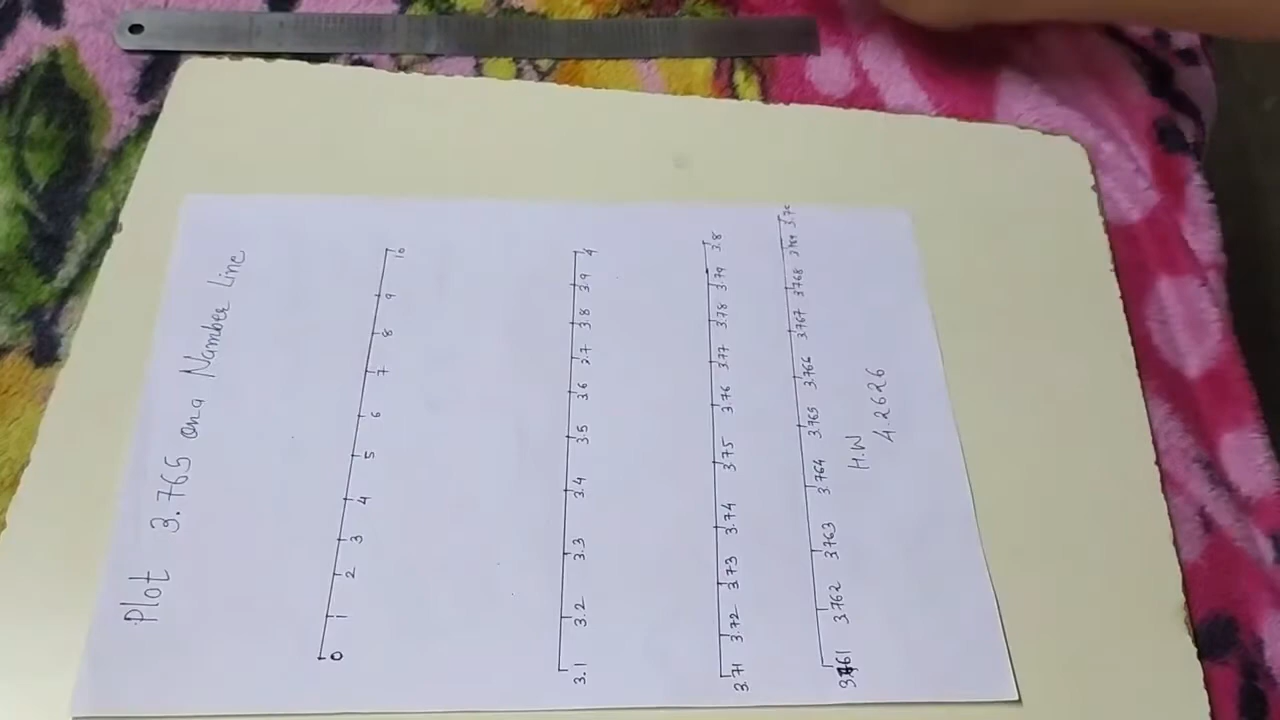 Plot 3.765 on a Number Line
0 1 2 3 4 5 6 7 8 9 10
3.1 3.2 3.3 3.4 3.5 3.6 2.7 3.8 3.9 4
3.71 3.72 3.73 3.74 3.75 3.76 3.77 3.78 3.79 3.8
3.761 3.762 3.763 3.764 3.765 3.766 3.767 3.768 3.769
H.W
4.2626